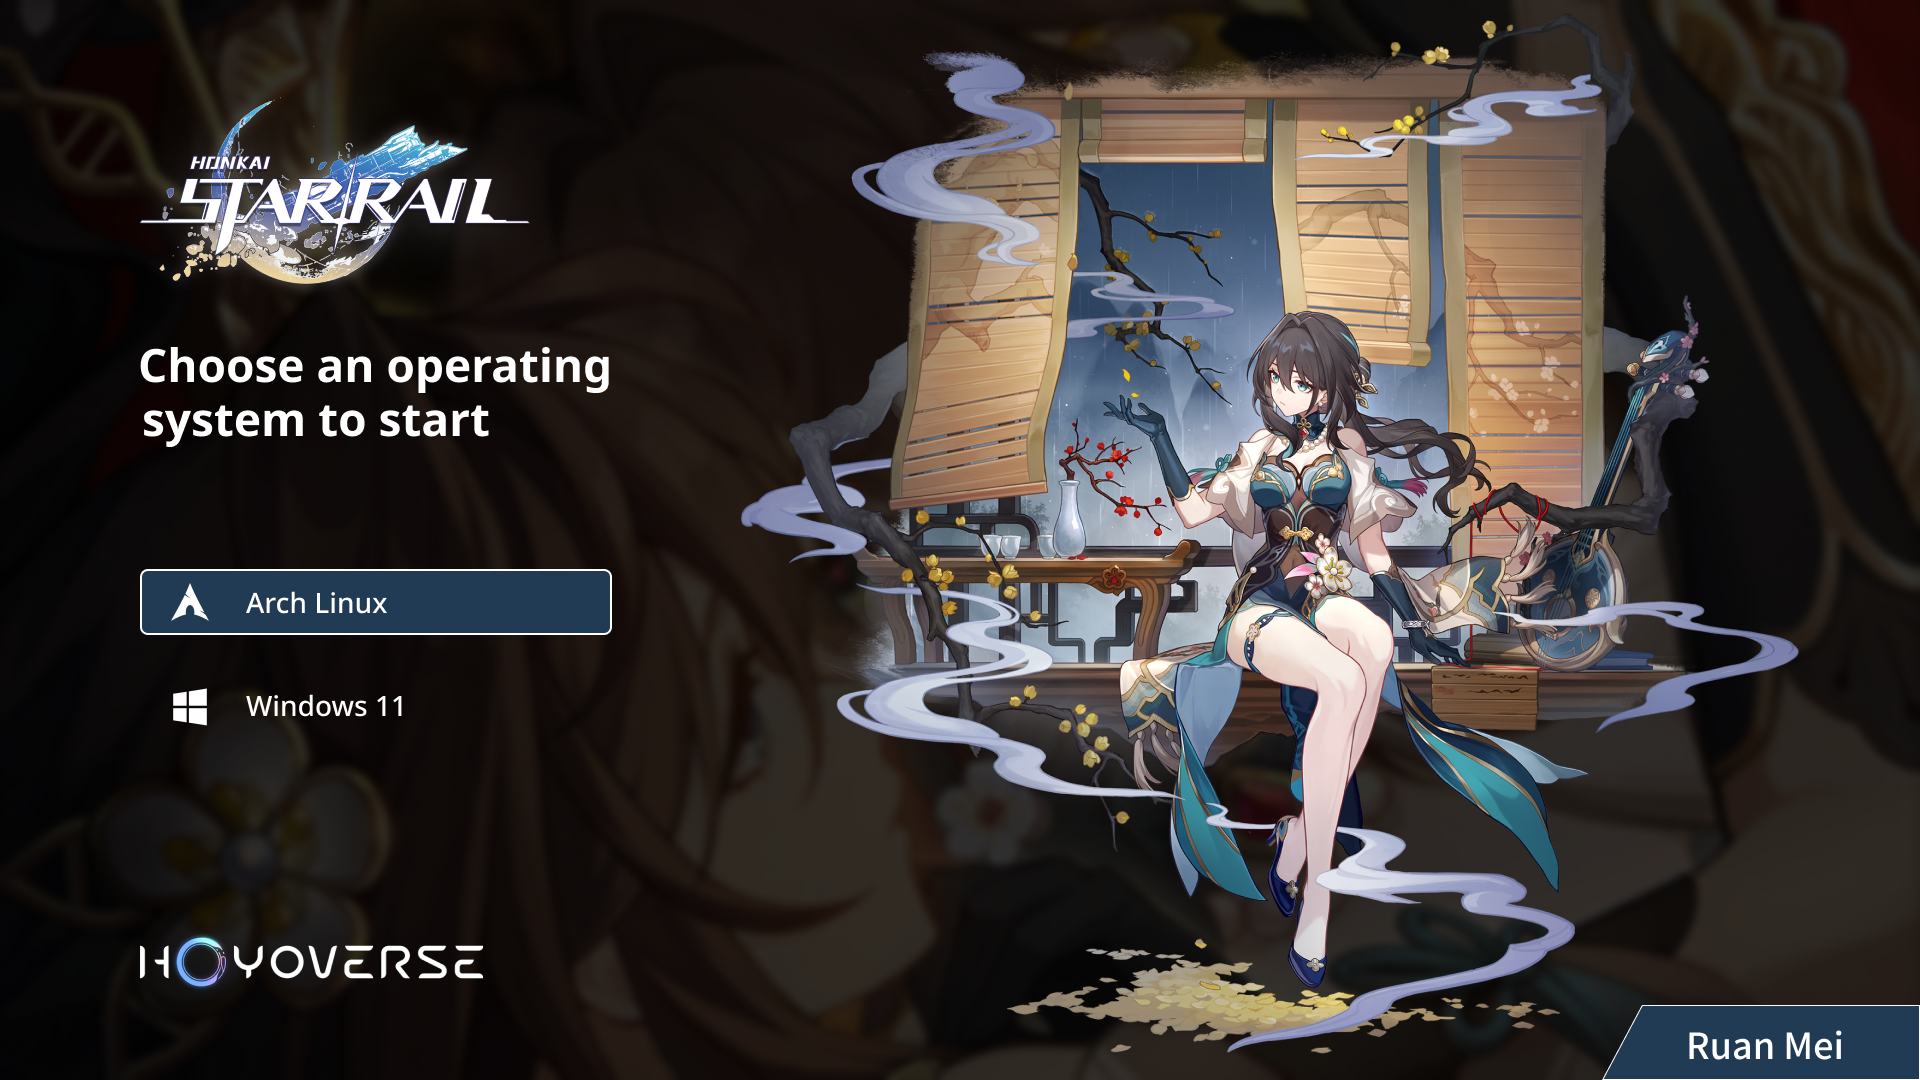 HONKAI
STAR RAIL
Choose an operating
system to start
Arch Linux
Windows 11
HOYOVERSE
Ruan Mei